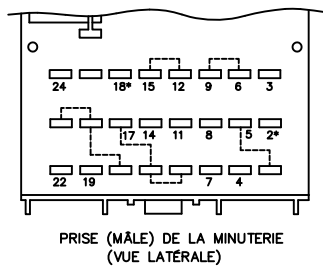 24 18* 15 12 9 6 3
17 14 11 8 5 2*
22 19 7 4
PRISE (MÂLE) DE LA MINUTERIE
(VUE LATÉRALE)